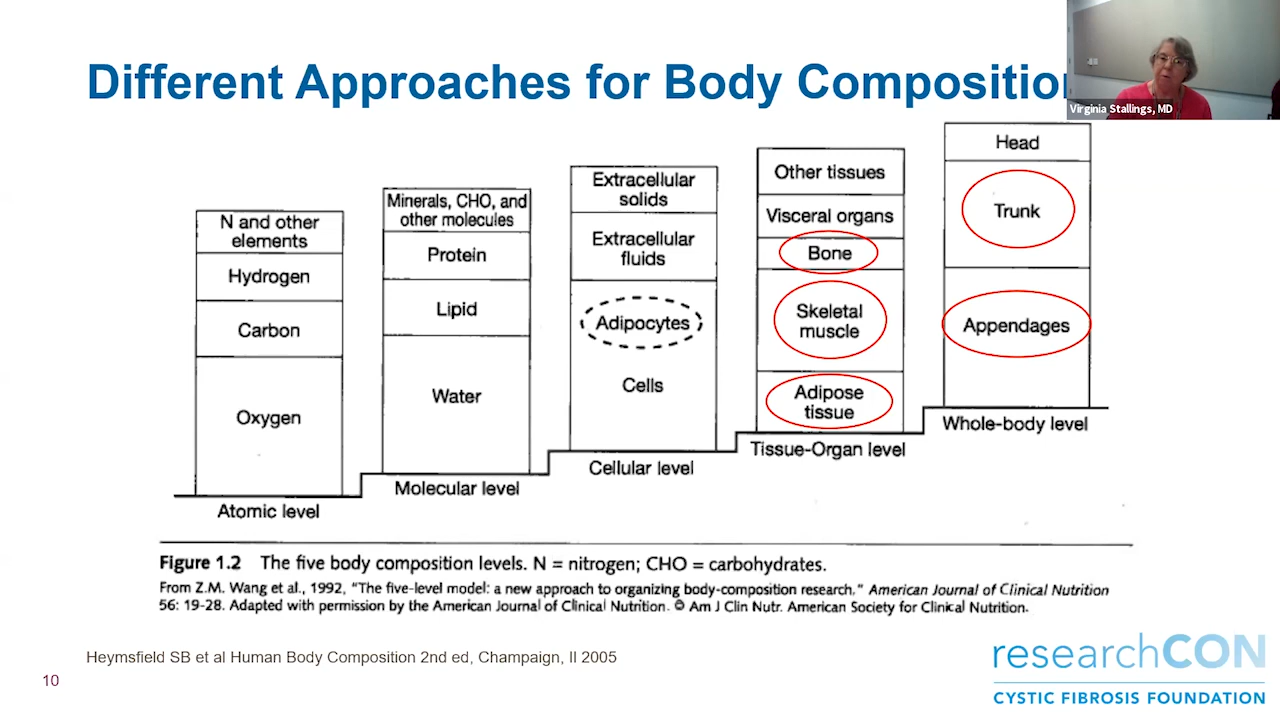 Different Approaches for Body Compositio
Virginia Stallings, MD
N and other
elements
Hydrogen
Carbon
Oxygen
Atomic level
Minerals, CHO, and
other molecules
Protein
Lipid
Water
Molecular level
Extracellular
solids
Extracellular
fluids
Adipocytes
Cells
Cellular level
Other tissues
Visceral organs
Bone
Skeletal
muscle
Adipose
tissue
Tissue-Organ level
Head
Trunk
Appendages
Whole-body level
Figure 1.2 The five body composition levels. N = nitrogen; CHO = carbohydrates.
From Z.M. Wang et al., 1992, "The five-level model: a new approach to organizing body-composition research," American Journal of Clinical Nutrition
56: 19-28. Adapted with permission by the American Journal of Clinical Nutrition. © Am J Clin Nutr. American Society for Clinical Nutrition.
Heymsfield SB et al Human Body Composition 2nd ed, Champaign, Il 2005
10
researchCON
CYSTIC FIBROSIS FOUNDATION